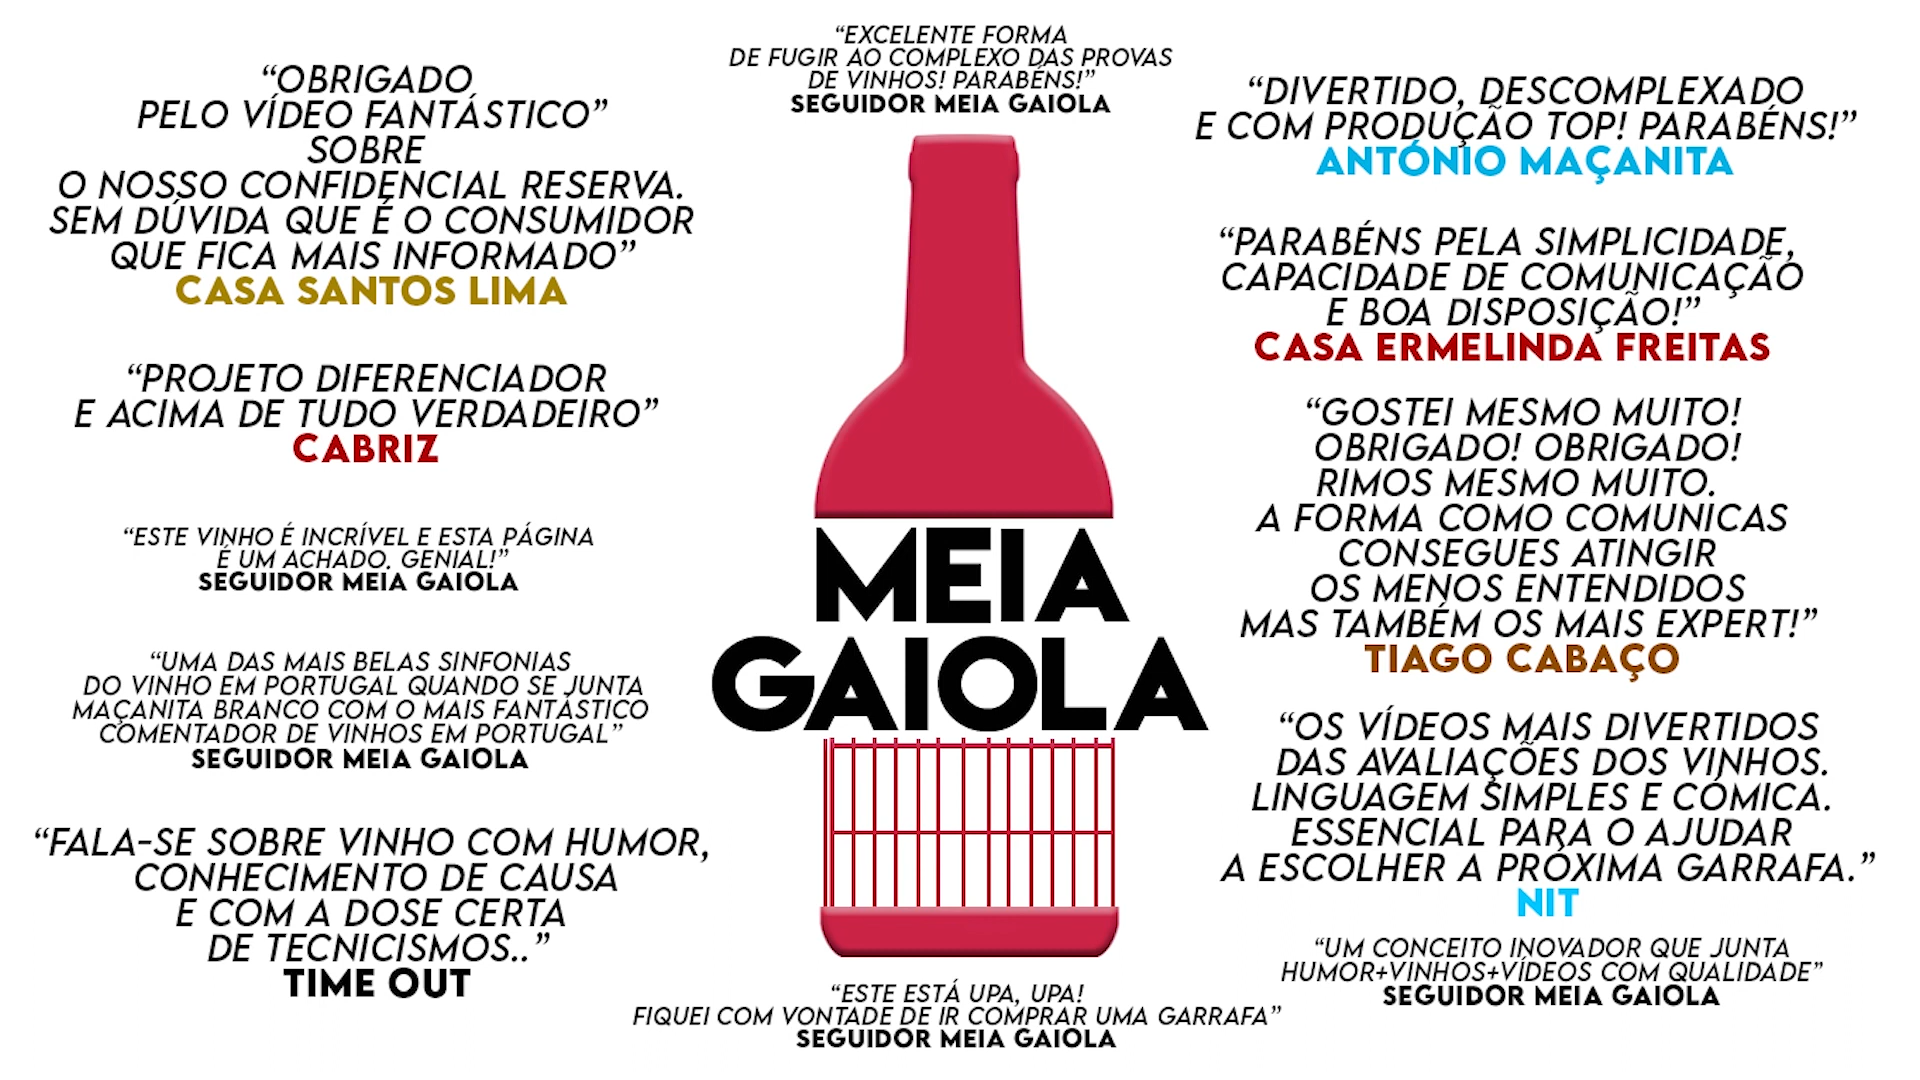 “OBRIGADO
PELO VÍDEO FANTÁSTICO”
SOBRE
O NOSSO CONFIDENCIAL RESERVA.
SEM DÚVIDA QUE É O CONSUMIDOR
QUE FICA MAIS INFORMADO”
CASA SANTOS LIMA
“PROJETO DIFERENCIADOR
E ACIMA DE TUDO VERDADEIRO”
CABRIZ
“ESTE VINHO É INCRÍVEL E ESTA PÁGINA
É UM ACHADO. GENIAL!”
SEGUIDOR MEIA GAIOLA
“UMA DAS MAIS BELAS SINFONIAS
DO VINHO EM PORTUGAL QUANDO SE JUNTA
MAÇANITA BRANCO COM O MAIS FANTÁSTICO
COMENTADOR DE VINHOS EM PORTUGAL”
SEGUIDOR MEIA GAIOLA
“FALA-SE SOBRE VINHO COM HUMOR,
CONHECIMENTO DE CAUSA
E COM A DOSE CERTA
DE TECNICISMOS..”
TIME OUT
“EXCELENTE FORMA
DE FUGIR AO COMPLEXO DAS PROVAS
DE VINHOS! PARABÉNS!”
SEGUIDOR MEIA GAIOLA
MEIA
GAIOLA
“ESTE ESTÁ UPA, UPA!
FIQUEI COM VONTADE DE IR COMPRAR UMA GARRAFA”
SEGUIDOR MEIA GAIOLA
“DIVERTIDO, DESCOMPLEXADO
E COM PRODUÇÃO TOP! PARABÉNS!”
ANTÓNIO MAÇANITA
“PARABÉNS PELA SIMPLICIDADE,
CAPACIDADE DE COMUNICAÇÃO
E BOA DISPOSIÇÃO!”
CASA ERMELINDA FREITAS
“GOSTEI MESMO MUITO!
OBRIGADO! OBRIGADO!
RIMOS MESMO MUITO.
A FORMA COMO COMUNICAS
CONSEGUES ATINGIR
OS MENOS ENTENDIDOS
MAS TAMBÉM OS MAIS EXPERT!”
TIAGO CABAÇO
“OS VÍDEOS MAIS DIVERTIDOS
DAS AVALIAÇÕES DOS VINHOS.
LINGUAGEM SIMPLES E CÓMICA.
ESSENCIAL PARA O AJUDAR
A ESCOLHER A PRÓXIMA GARRAFA.”
NIT
“UM CONCEITO INOVADOR QUE JUNTA
HUMOR+VINHOS+VÍDEOS COM QUALIDADE”
SEGUIDOR MEIA GAIOLA